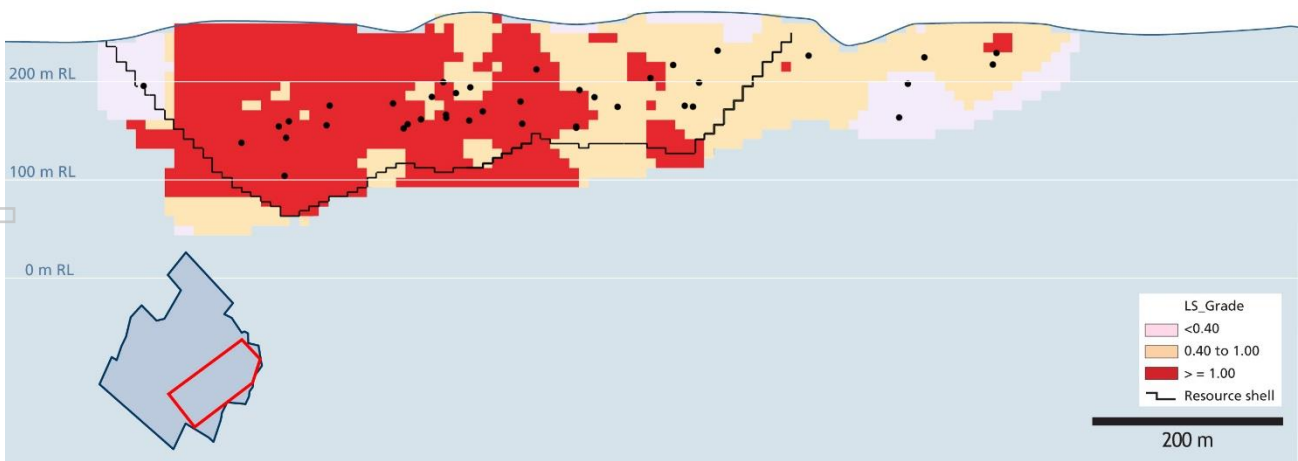 200 m RL
100 m RL
0 m RL
LS_Grade
<0.40
0.40 to 1.00
> = 1.00
Resource shell
200 m